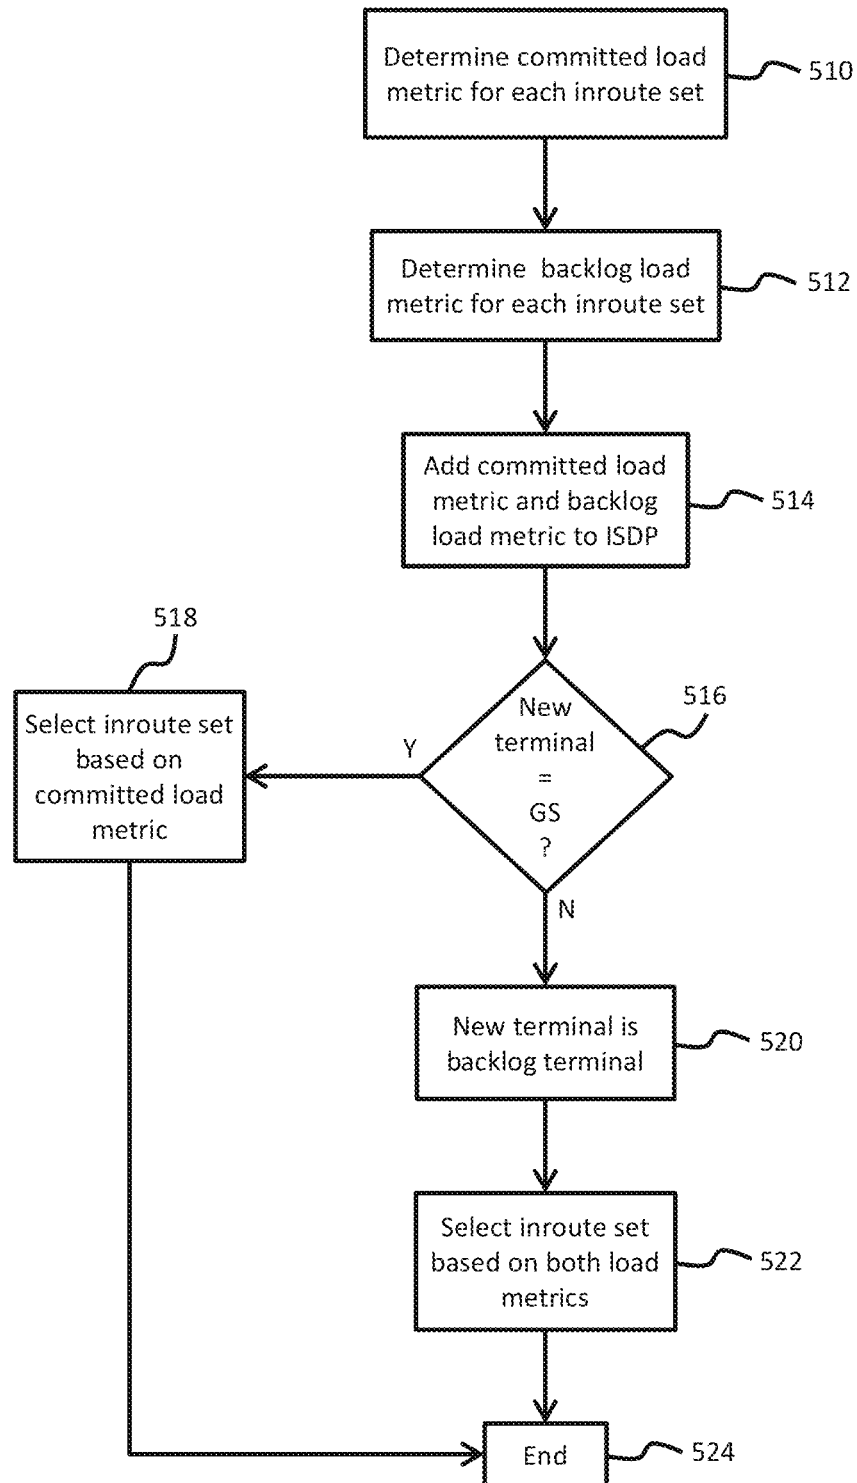 Determine committed load
metric for each inroute set
510
Determine backlog load
metric for each inroute set
512
Add committed load
metric and backlog
load metric to ISDP
514
518
Select inroute set
based on
committed load
metric
Y
New
terminal
=
GS
?
516
N
New terminal is
backlog terminal
520
Select inroute set
based on both load
metrics
522
End
524